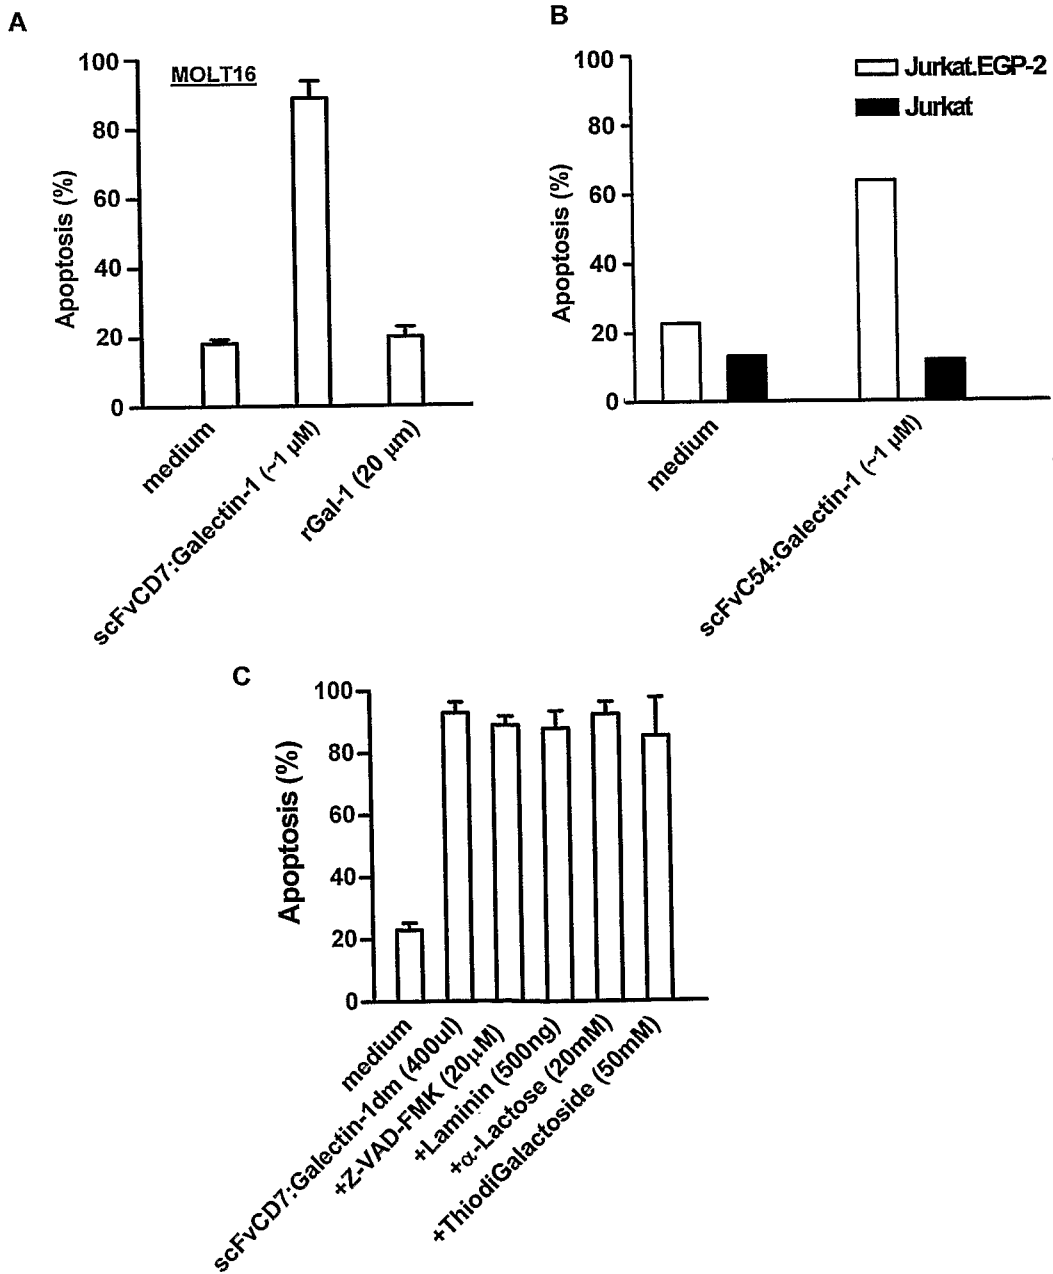 A
MOLT16
Apoptosis (%)
100
80
60
40
20
0
medium
scFvCD7:Galectin-1 (~1 µM)
rGal-1 (20 µm)
B
Jurkat.EGP-2
Jurkat
Apoptosis (%)
100
80
60
40
20
0
medium
scFvC54:Galectin-1 (~1 µM)
C
Apoptosis (%)
100
80
60
40
20
0
medium
scFvCD7:Galectin-1dm (400ul)
+Z-VAD-FMK (20µM)
+Laminin (500ng)
+α-Lactose (20mM)
+ThiodiGalactoside (50mM)